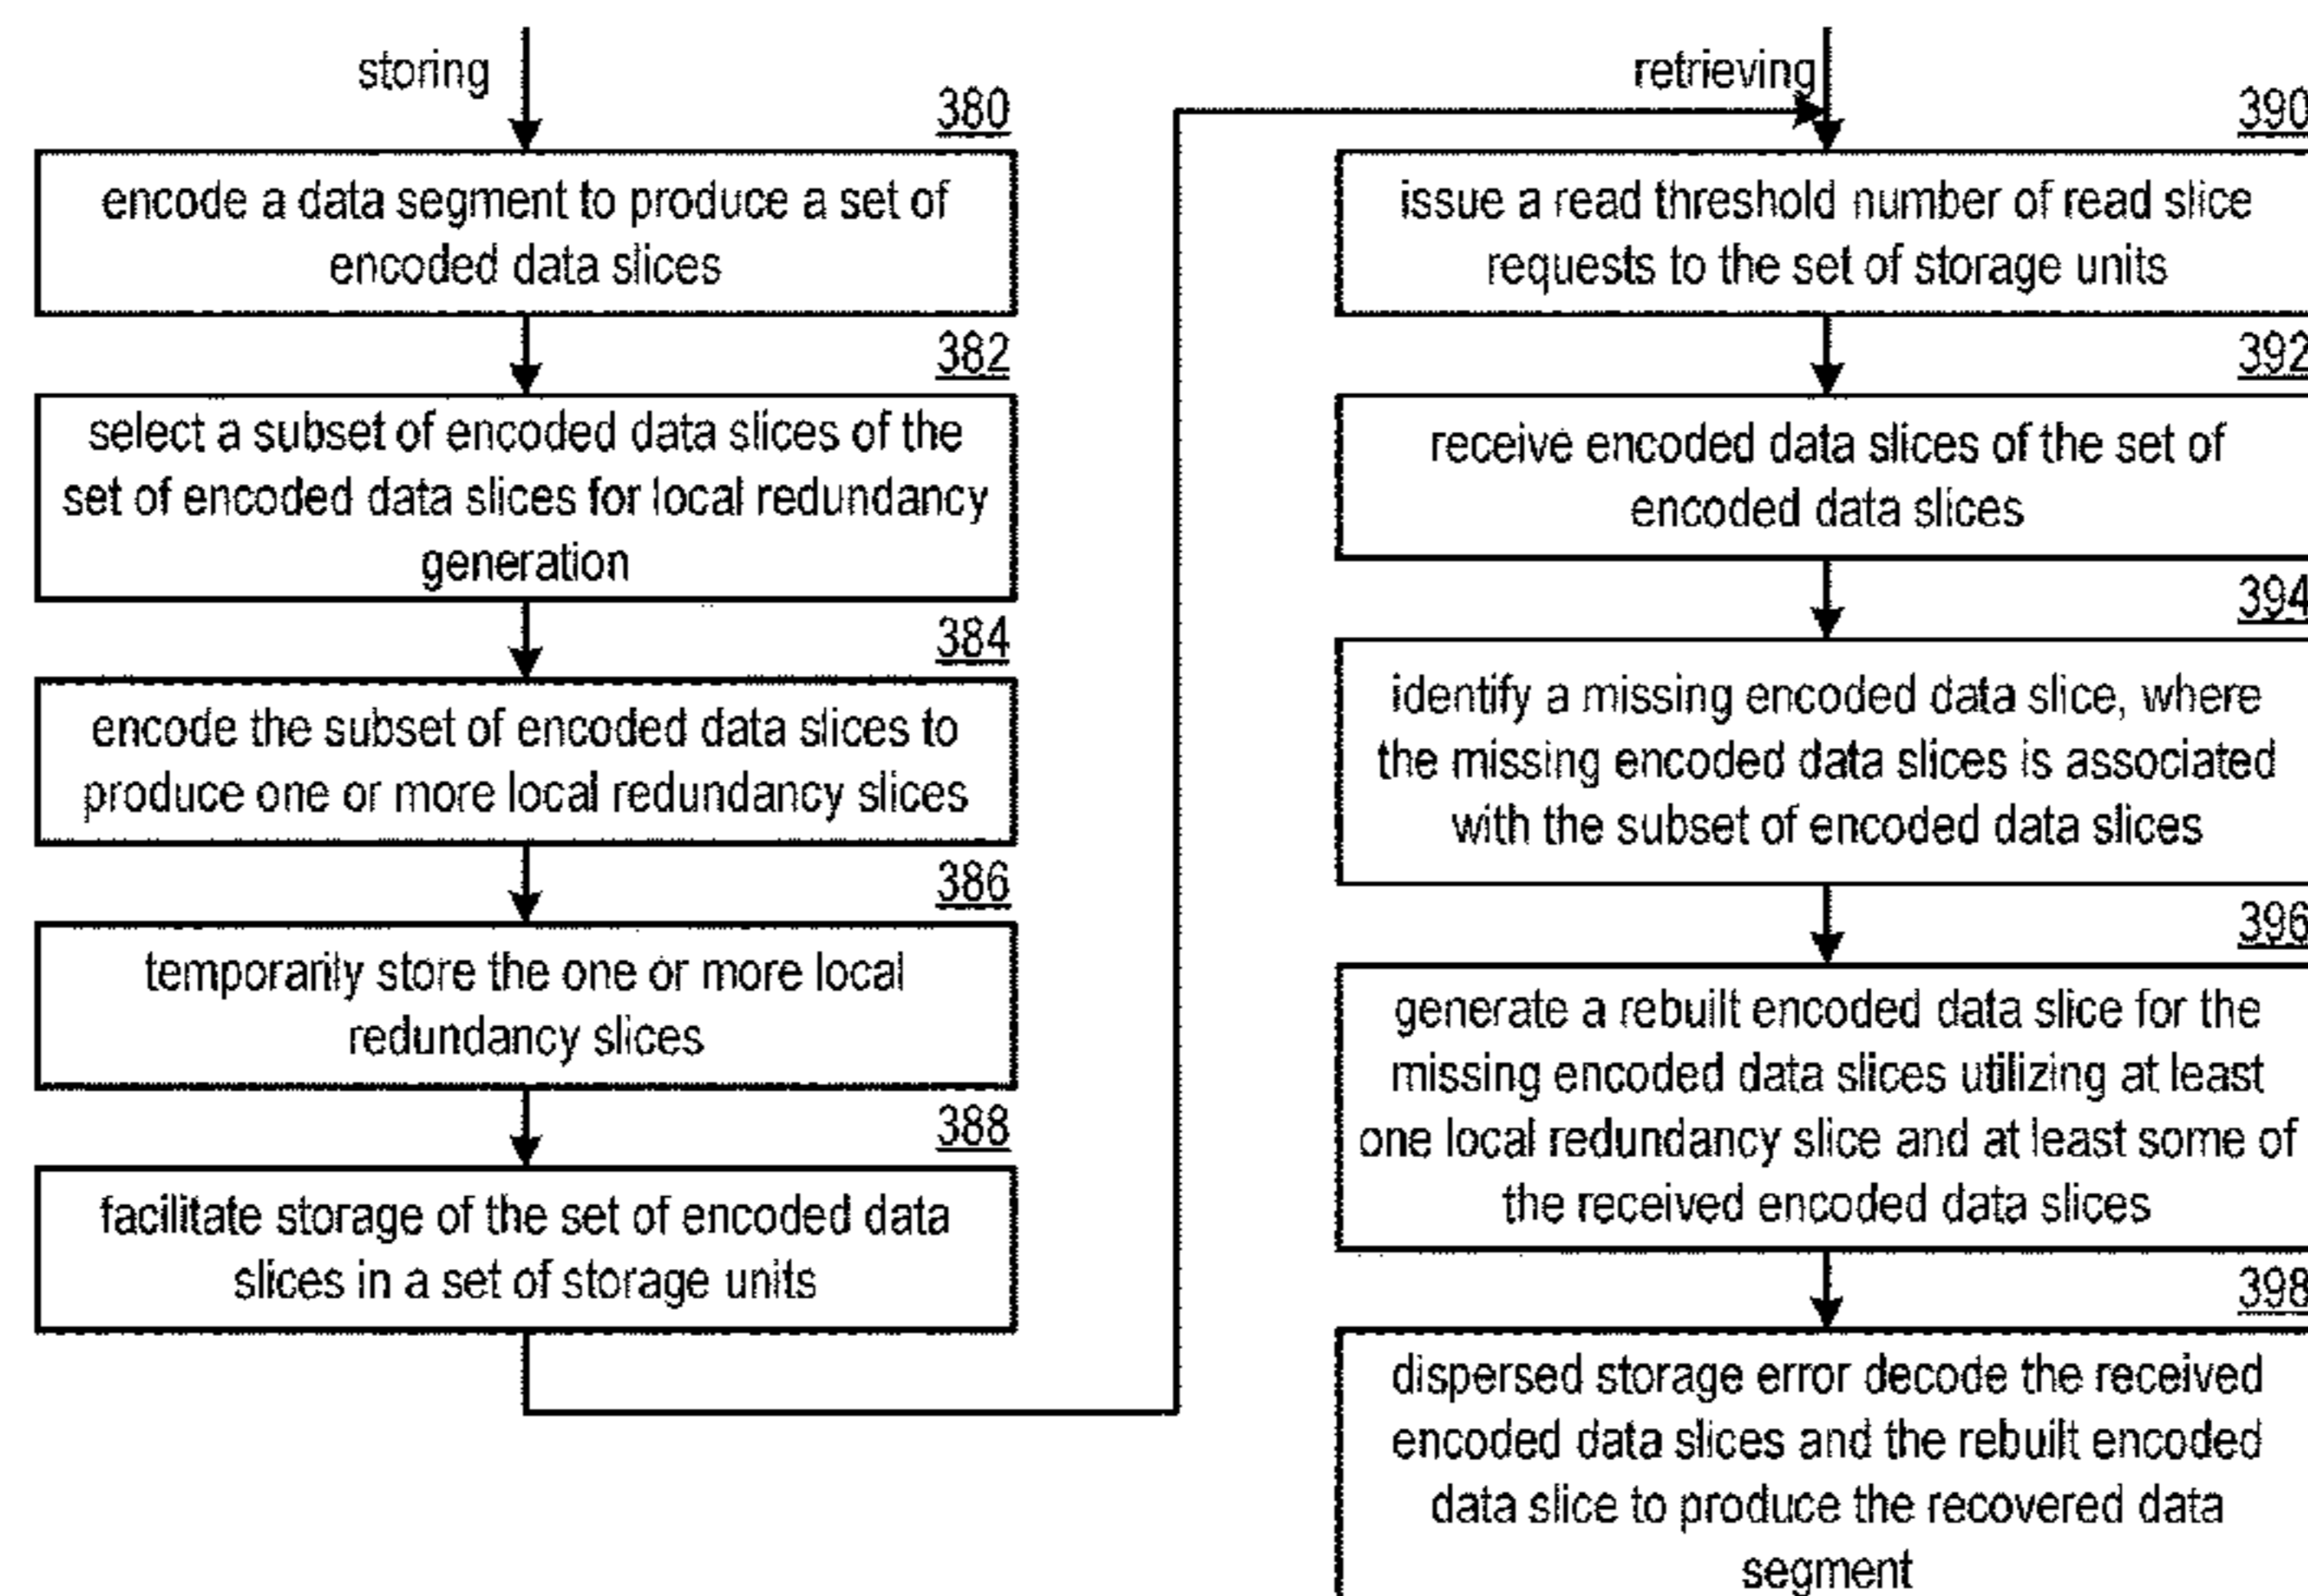 storing
380
encode a data segment to produce a set of
encoded data slices
382
select a subset of encoded data slices of the
set of encoded data slices for local redundancy
generation
384
encode the subset of encoded data slices to
produce one or more local redundancy slices
386
temporarily store the one or more local
redundancy slices
388
facilitate storage of the set of encoded data
slices in a set of storage units
retrieving
390
issue a read threshold number of read slice
requests to the set of storage units
392
receive encoded data slices of the set of
encoded data slices
394
identify a missing encoded data slice, where
the missing encoded data slices is associated
with the subset of encoded data slices
396
generate a rebuilt encoded data slice for the
missing encoded data slices utilizing at least
one local redundancy slice and at least some of
the received encoded data slices
398
dispersed storage error decode the received
encoded data slices and the rebuilt encoded
data slice to produce the recovered data
segment